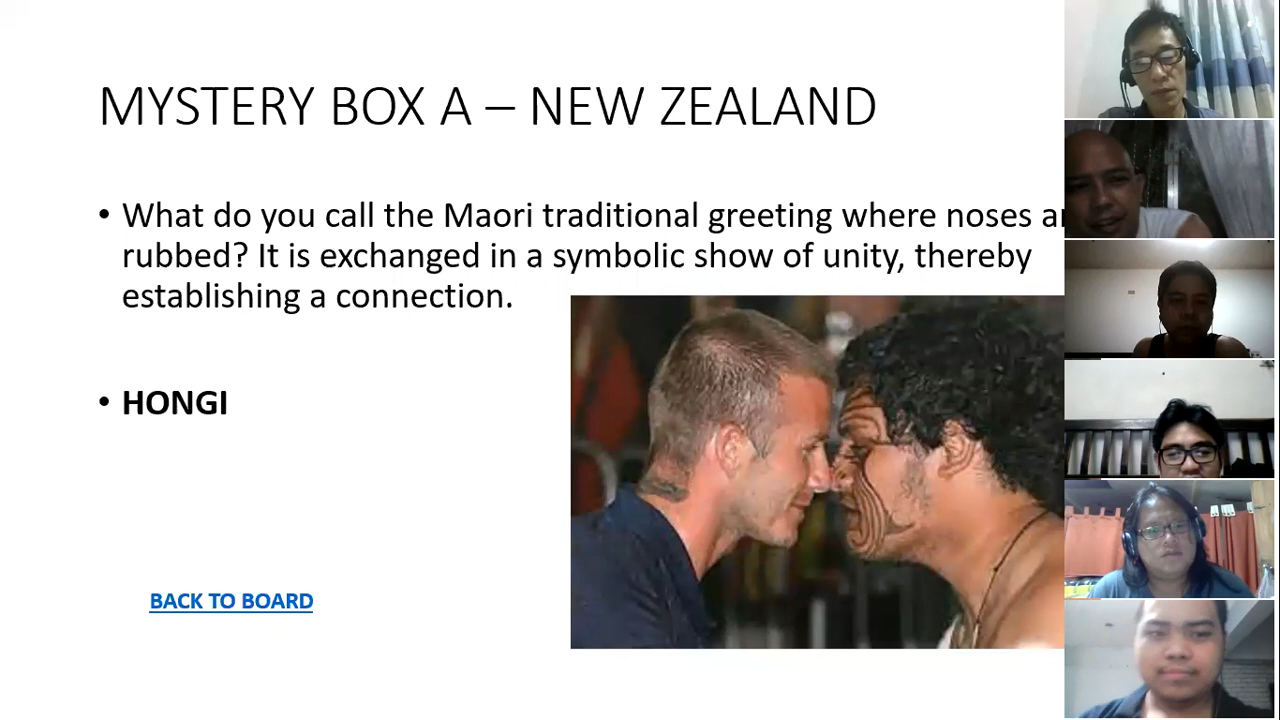 MYSTERY BOX A – NEW ZEALAND
• What do you call the Maori traditional greeting where noses
rubbed? It is exchanged in a symbolic show of unity, thereby
establishing a connection.
• HONGI
BACK TO BOARD